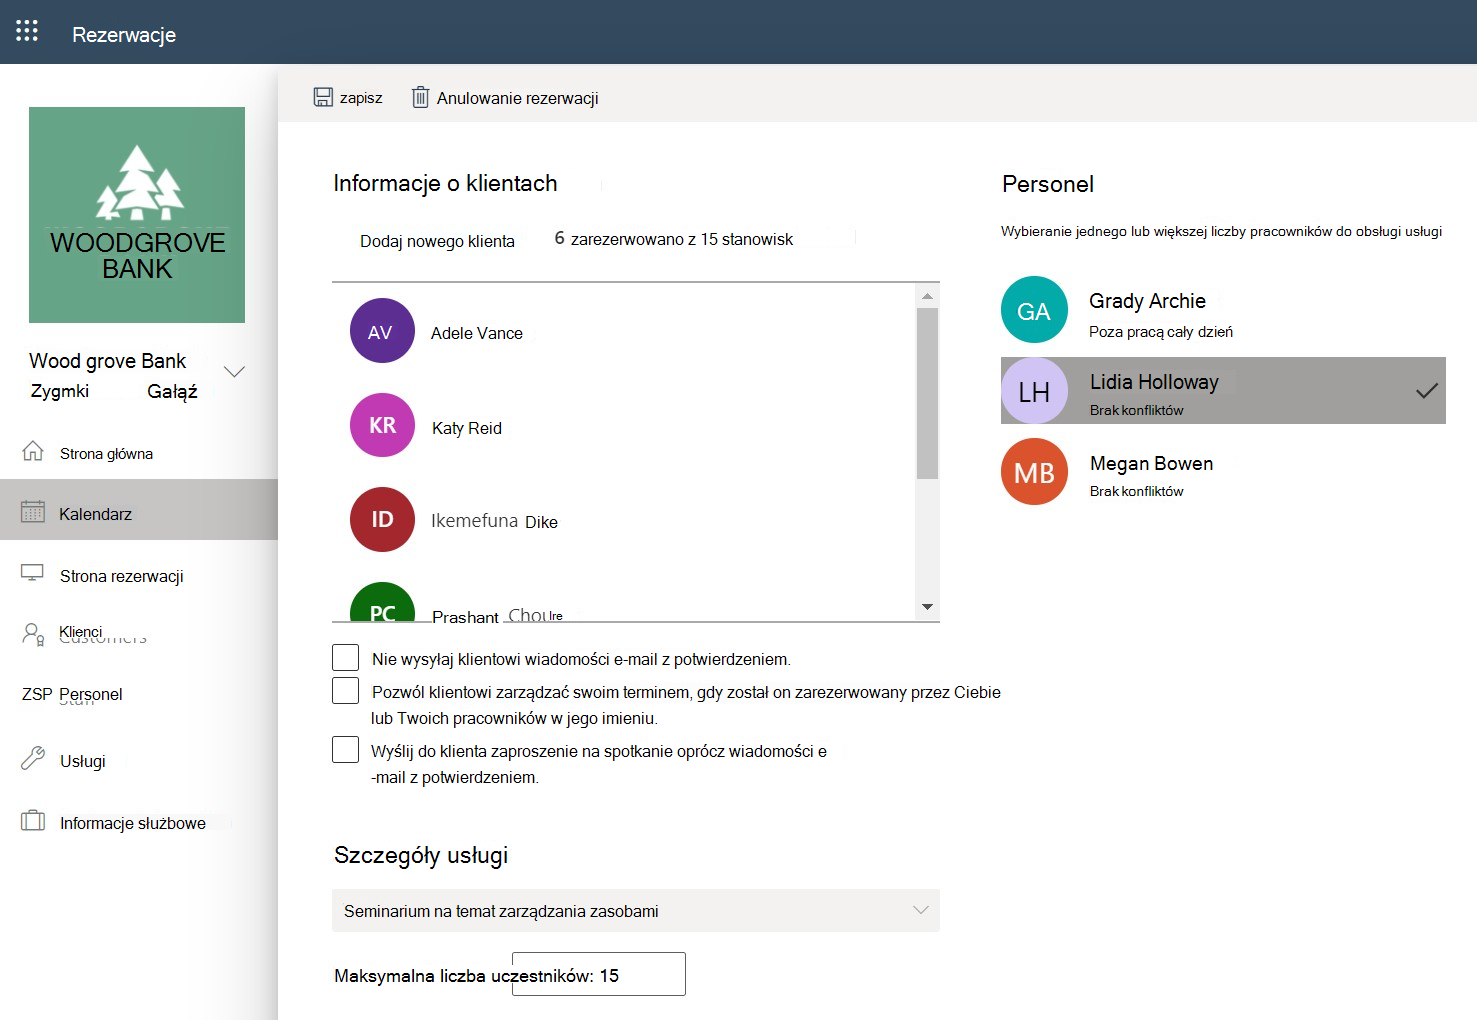 Rezerwacje
zapisz
Anulowanie rezerwacji
WOODGROVE
BANK
Wood grove Bank
Zygmki Gałąź
Strona główna
Kalendarz
Strona rezerwacji
Klienci
Customers
ZSP Personel
Staff
Usługi
Informacje służbowe
Informacje o klientach
Dodaj nowego klienta
6 zarezerwowano z 15 stanowisk
AV
Adele Vance
KR
Katy Reid
ID
Ikemefuna Dike
PC
Prashant
Nie wysyłaj klientowi wiadomości e-mail z potwierdzeniem.
Pozwól klientowi zarządzać swoim terminem, gdy został on zarezerwowany przez Ciebie
lub Twoich pracowników w jego imieniu.
Wyślij do klienta zaproszenie na spotkanie oprócz wiadomości e
-mail z potwierdzeniem.
Szczegóły usługi
Seminarium na temat zarządzania zasobami
Maksymalna liczba uczestników: 15
Personel
Wybieranie jednego lub większej liczby pracowników do obsługi usługi
GA
Grady Archie
Poza pracą cały dzień
LH
Lidia Holloway
Brak konfliktów
MB
Megan Bowen
Brak konfliktów